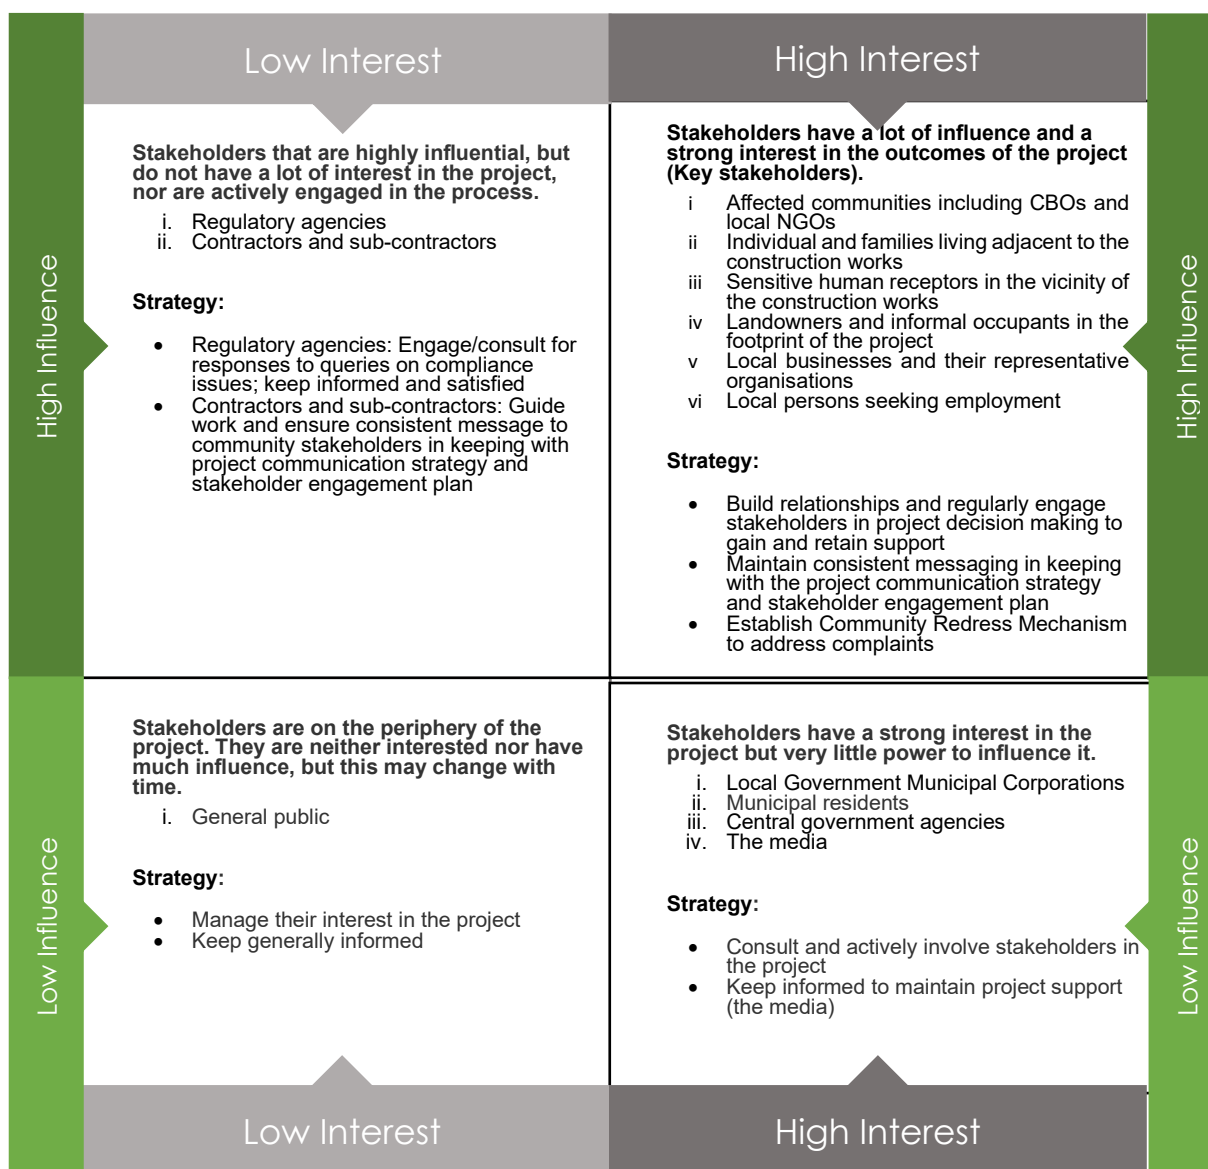 Low Interest
High Interest
High Influence
Stakeholders that are highly influential, but
do not have a lot of interest in the project,
nor are actively engaged in the process.
i. Regulatory agencies
ii. Contractors and sub-contractors
Strategy:
• Regulatory agencies: Engage/consult for
responses to queries on compliance
issues; keep informed and satisfied
• Contractors and sub-contractors: Guide
work and ensure consistent message to
community stakeholders in keeping with
project communication strategy and
stakeholder engagement plan
Stakeholders have a lot of influence and a
strong interest in the outcomes of the project
(Key stakeholders).
i Affected communities including CBOs and
local NGOs
ii Individual and families living adjacent to the
construction works
iii Sensitive human receptors in the vicinity of
the construction works
iv Landowners and informal occupants in the
footprint of the project
v Local businesses and their representative
organisations
vi Local persons seeking employment
Strategy:
• Build relationships and regularly engage
stakeholders in project decision making to
gain and retain support
• Maintain consistent messaging in keeping
with the project communication strategy
and stakeholder engagement plan
• Establish Community Redress Mechanism
to address complaints
High Influence
Low Influence
Stakeholders are on the periphery of the
project. They are neither interested nor have
much influence, but this may change with
time.
i. General public
Strategy:
• Manage their interest in the project
• Keep generally informed
Stakeholders have a strong interest in the
project but very little power to influence it.
i. Local Government Municipal Corporations
ii. Municipal residents
iii. Central government agencies
iv. The media
Strategy:
• Consult and actively involve stakeholders in
the project
• Keep informed to maintain project support
(the media)
Low Influence
Low Interest
High Interest